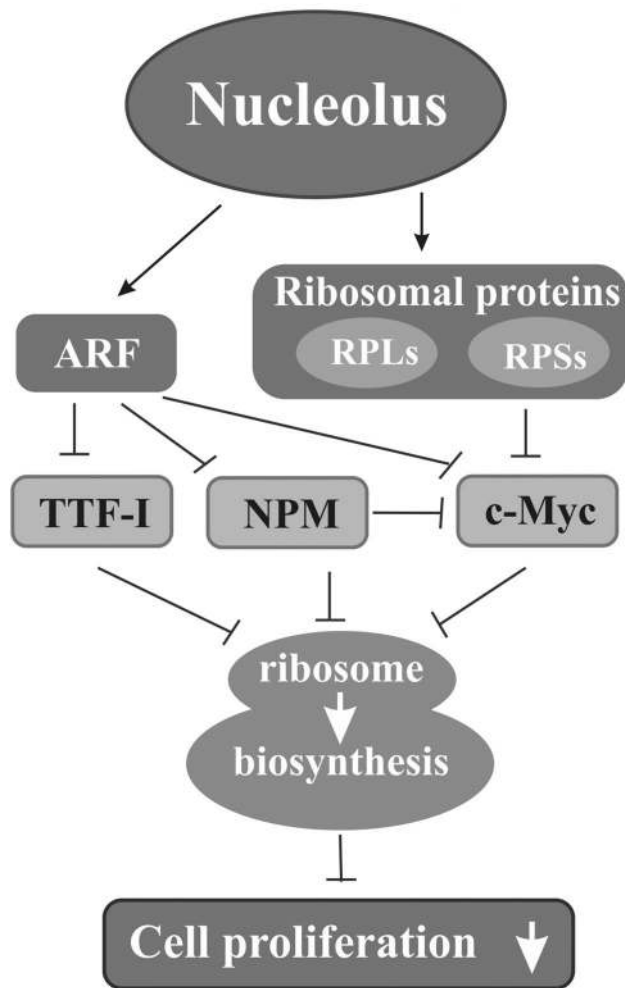 Nucleolus
Ribosomal proteins
RPLs RPSs
ARF
TTF-I NPM c-Myc
ribosome
biosynthesis
Cell proliferation